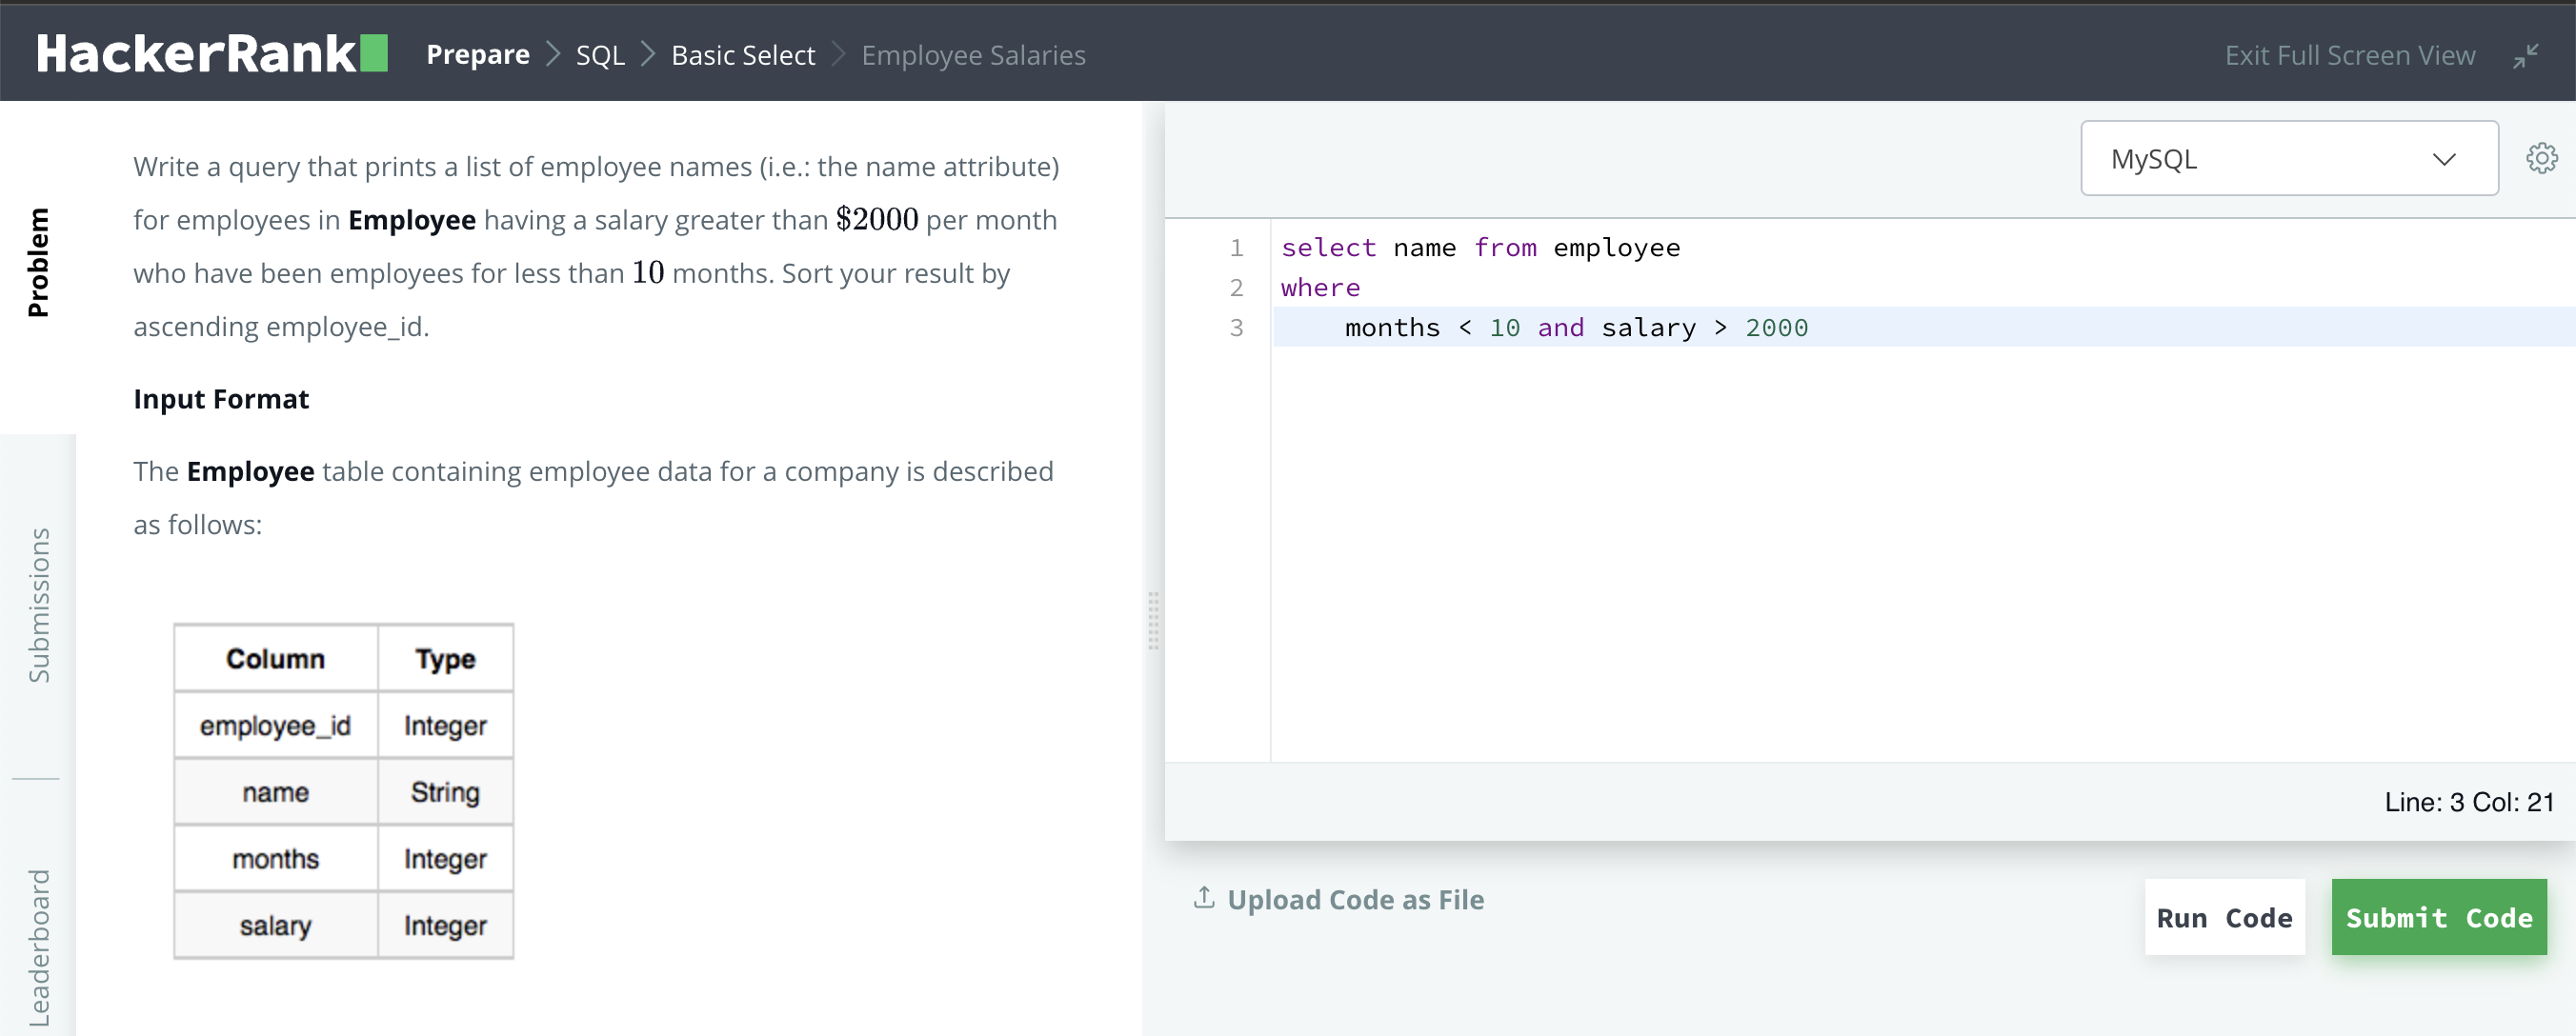 HackerRank Prepare SQL Basic Select Employee Salaries Exit Full Screen View
Problem
Submissions
Leaderboard
Write a query that prints a list of employee names (i.e.: the name attribute)
for employees in Employee having a salary greater than $2000 per month
who have been employees for less than 10 months. Sort your result by
ascending employee_id.
Input Format
The Employee table containing employee data for a company is described
as follows:
Column Type
employee_id Integer
name String
months Integer
salary Integer
MySQL
1 select name from employee
2 where
3 months < 10 and salary > 2000
Line: 3 Col: 21
Upload Code as File
Run Code
Submit Code